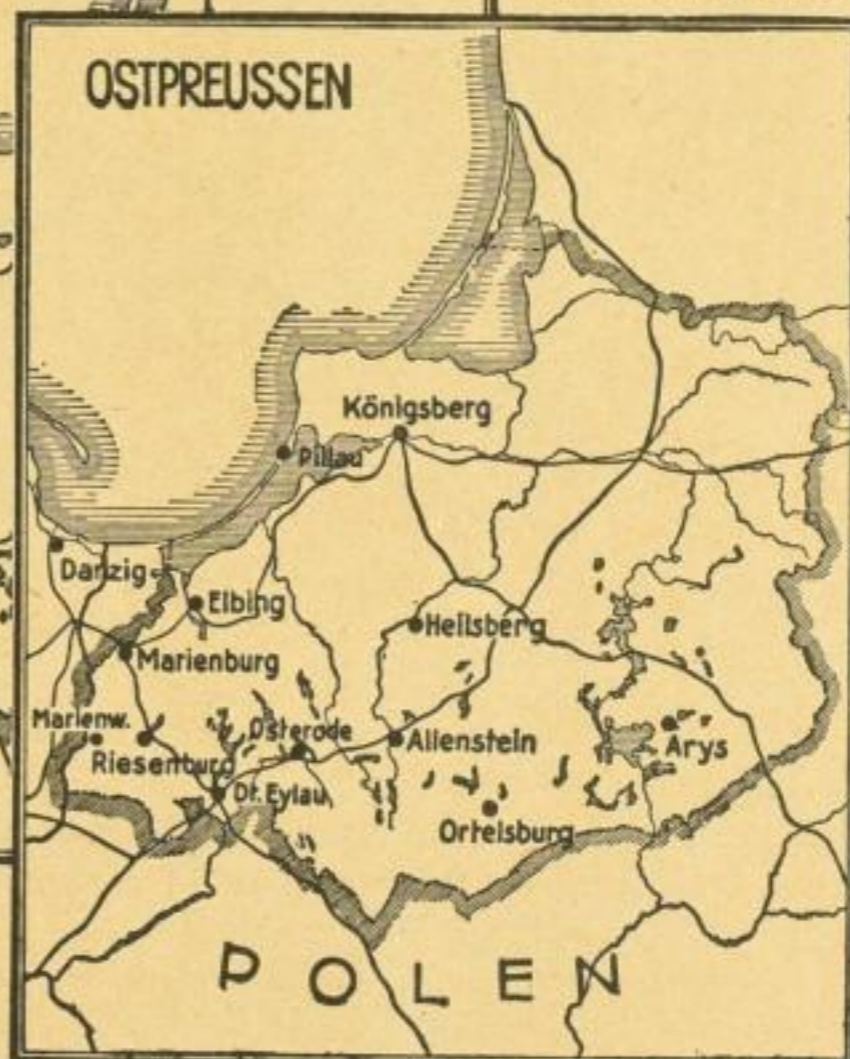 OSTPREUSSEN
Königsberg
Pillau
Danzig
Elbing
Heilsberg
Marienburg
Marienw.
Osterode
Allenstein
Arys
Riesenburg
Dt. Eylau
Ortelsburg
POLEN